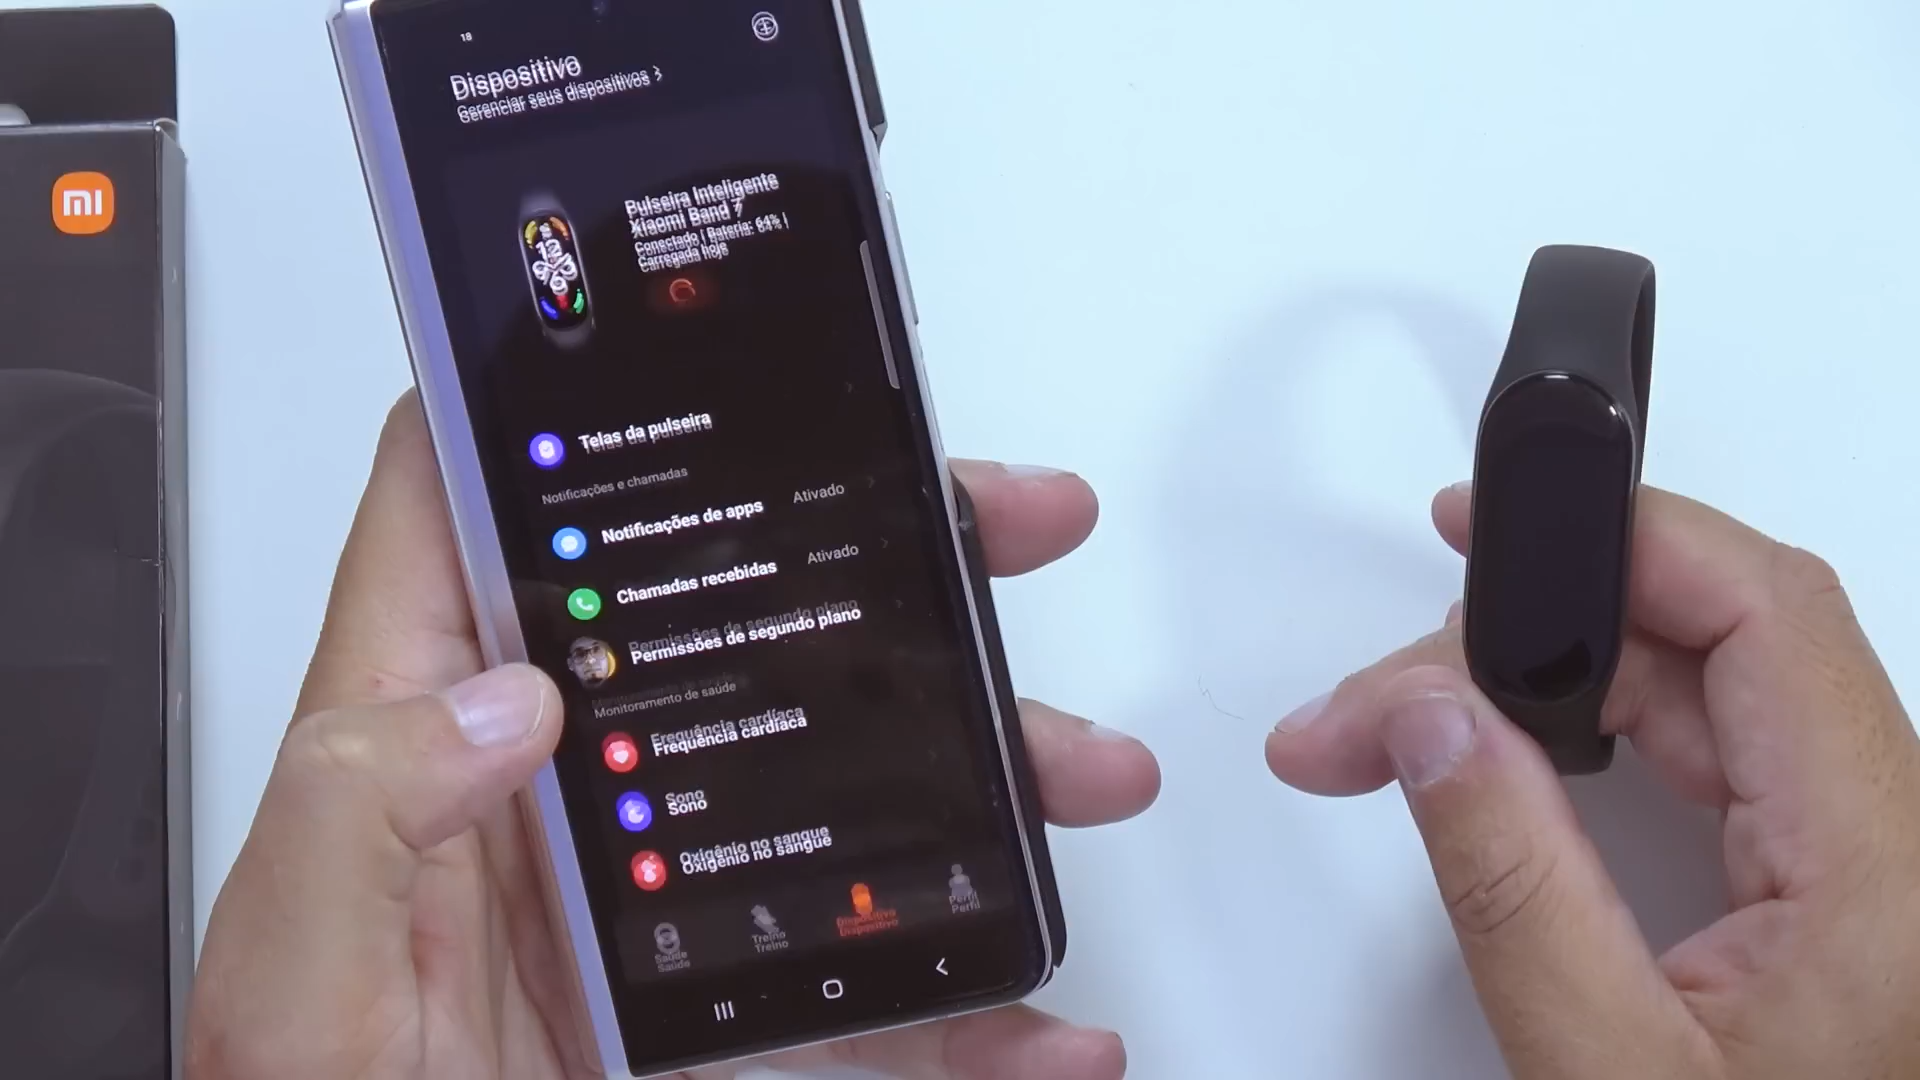 18
Dispositivo
Gerenciar seus dispositivos
Pulseira Inteligente
Xiaomi Band 7
Conectado | Bateria: 64% |
Carregada hoje
Telas da pulseira
Notificações e chamadas
Notificações de apps Ativado
Chamadas recebidas Ativado
Permissões de segundo plano
Monitoramento de saúde
Frequência cardíaca
Sono
Oxigênio no sangue
Saúde Treino Dispositivo Perfil
mi